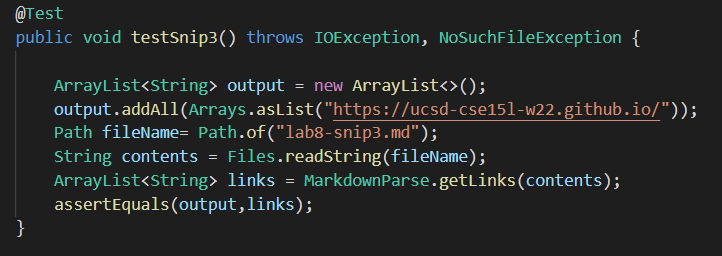 @Test
public void testSnip3() throws IOException, NoSuchFileException {
ArrayList<String> output = new ArrayList<>();
output.addAll(Arrays.asList("https://ucsd-cse15l-w22.github.io/"));
Path fileName= Path.of("lab8-snip3.md");
String contents = Files.readString(fileName);
ArrayList<String> links = MarkdownParse.getLinks(contents);
assertEquals(output,links);
}